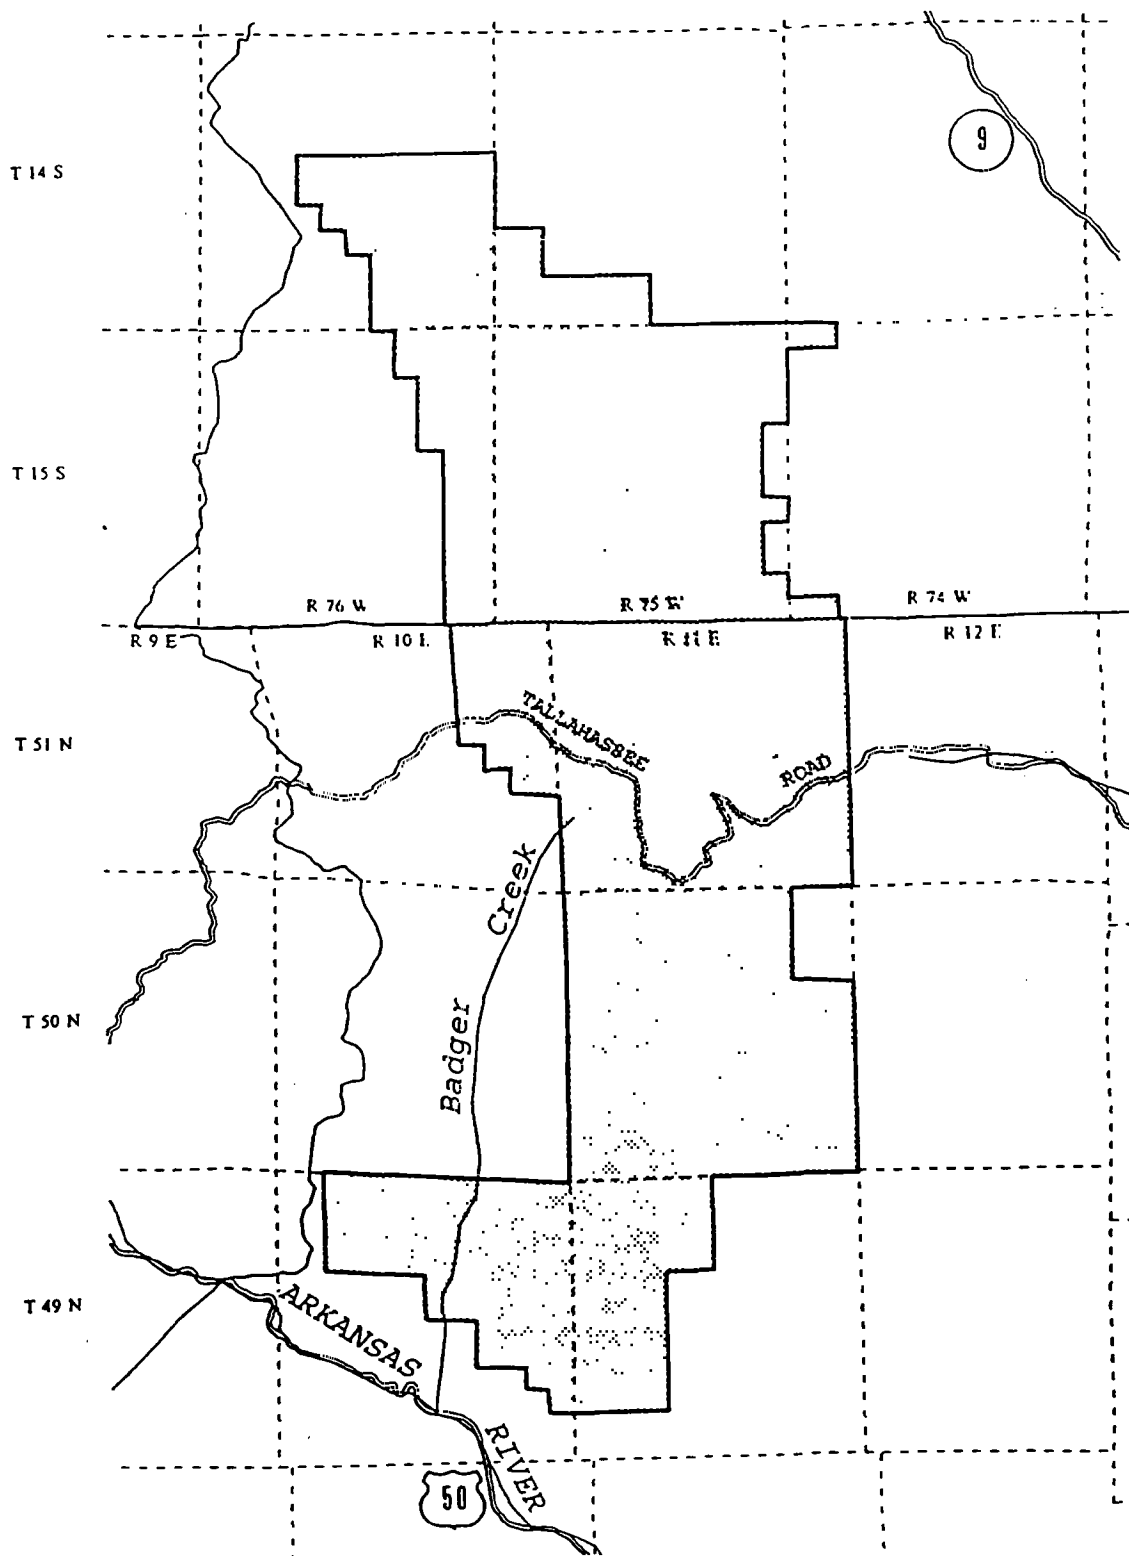 9
T 14 S
T 15 S
R 76 W
R 75 W
R 74 W
R 9 E
R 10 E
R 11 E
R 12 E
T 51 N
TALLAHASSEE
ROAD
Creek
Badger
T 50 N
T 49 N
ARKANSAS
RIVER
50